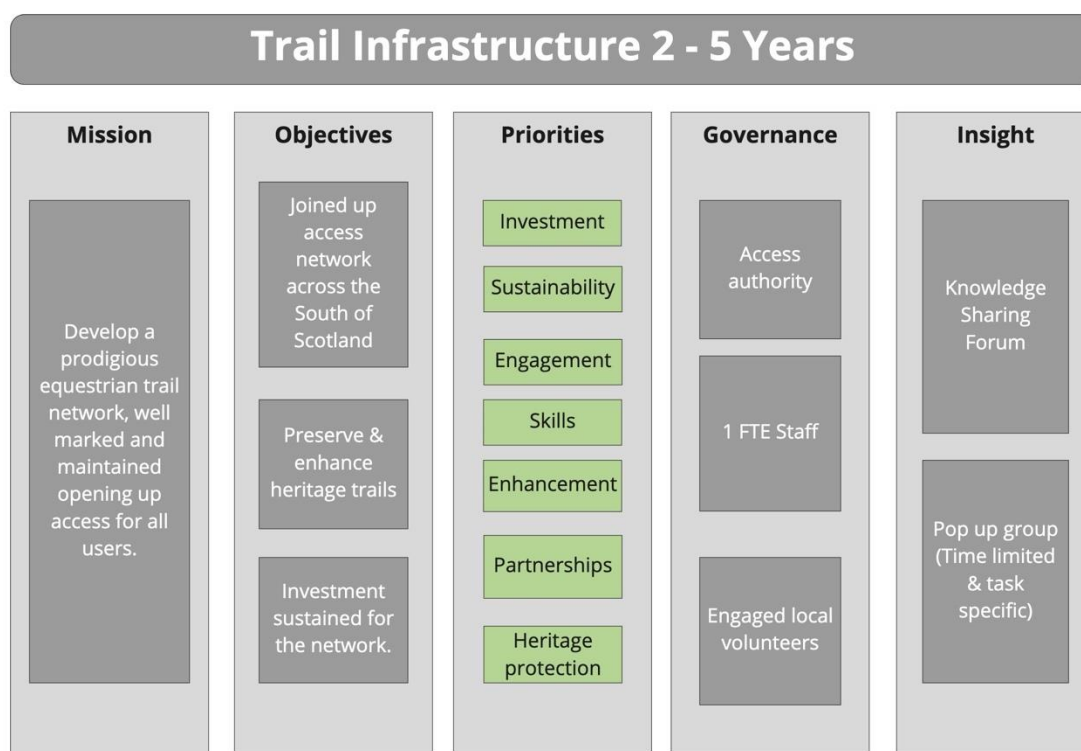 Trail Infrastructure 2 - 5 Years
Mission
Develop a
prodigious
equestrian trail
network, well
marked and
maintained
opening up
access for all
users.
Objectives
Joined up
access
network
across the
South of
Scotland
Preserve &
enhance
heritage trails
Investment
sustained for
the network.
Priorities
Investment
Sustainability
Engagement
Skills
Enhancement
Partnerships
Heritage
protection
Governance
Access
authority
1 FTE Staff
Engaged local
volunteers
Insight
Knowledge
Sharing
Forum
Pop up group
(Time limited
& task
specific)